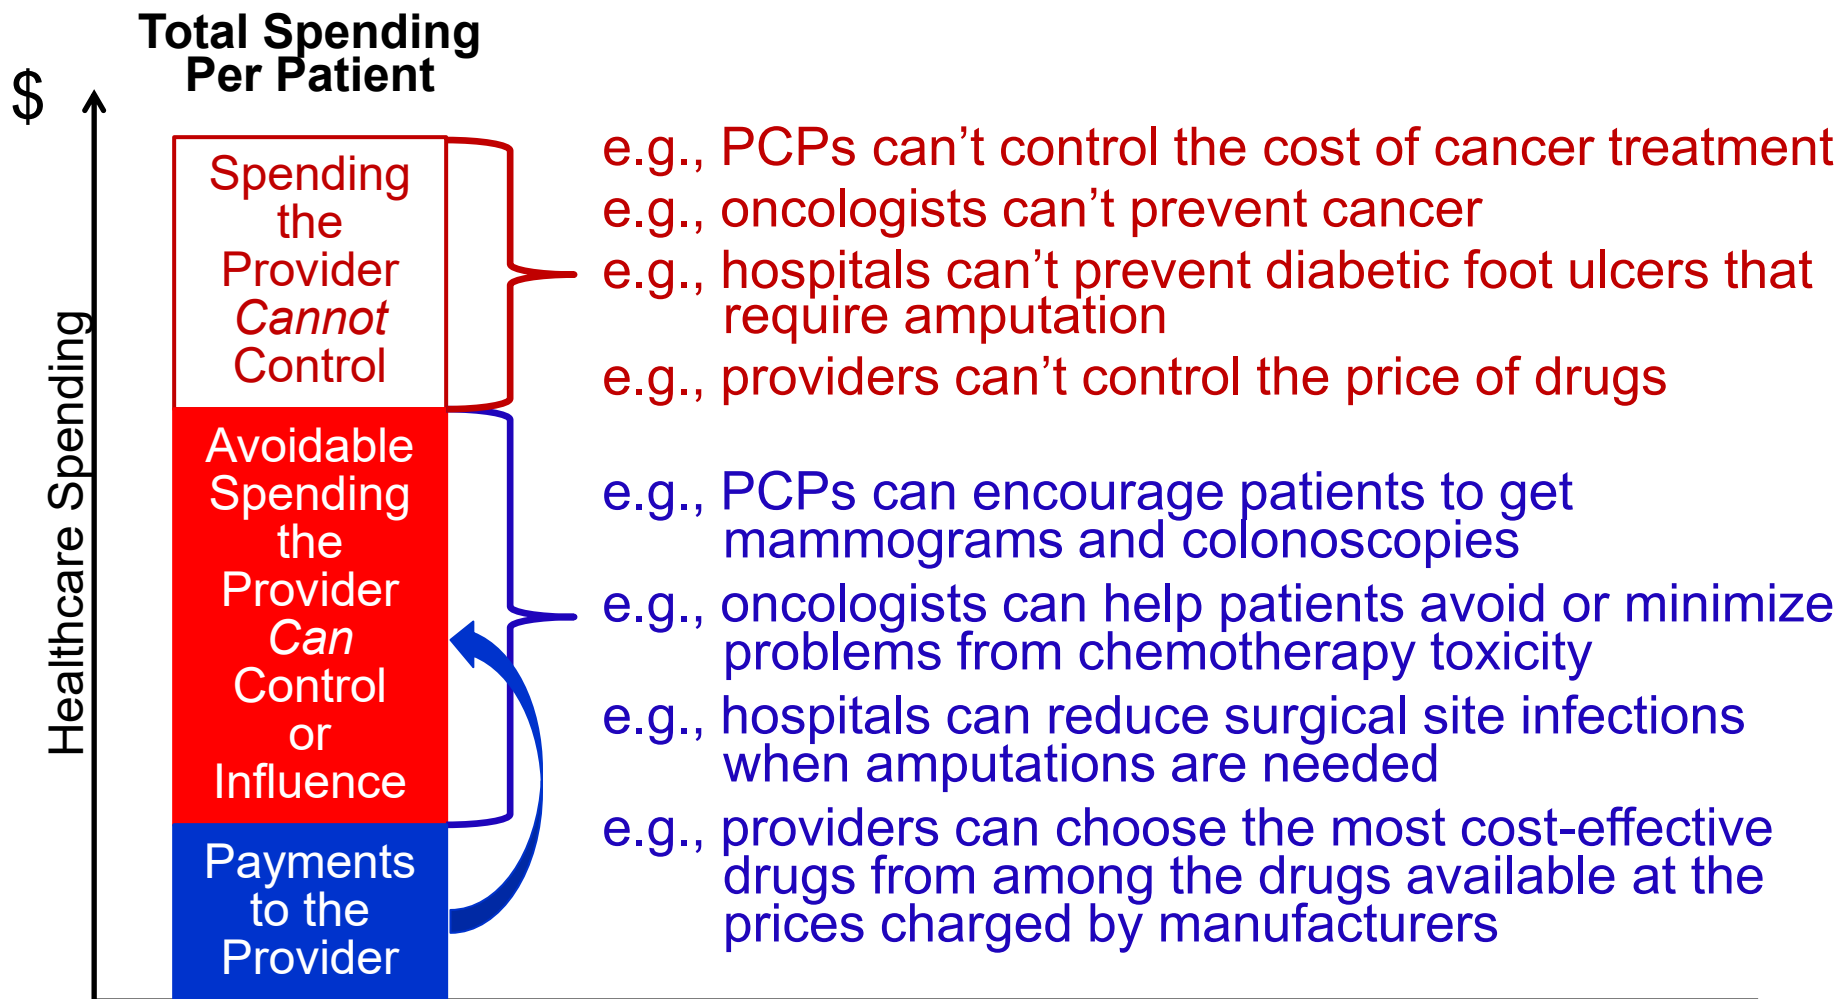 Total Spending
Per Patient
$
Healthcare Spending
Spending
the
Provider
Cannot
Control
e.g., PCPs can’t control the cost of cancer treatment
e.g., oncologists can’t prevent cancer
e.g., hospitals can’t prevent diabetic foot ulcers that
require amputation
e.g., providers can’t control the price of drugs
Avoidable
Spending
the
Provider
Can
Control
or
Influence
e.g., PCPs can encourage patients to get
mammograms and colonoscopies
e.g., oncologists can help patients avoid or minimize
problems from chemotherapy toxicity
e.g., hospitals can reduce surgical site infections
when amputations are needed
e.g., providers can choose the most cost-effective
drugs from among the drugs available at the
prices charged by manufacturers
Payments
to the
Provider